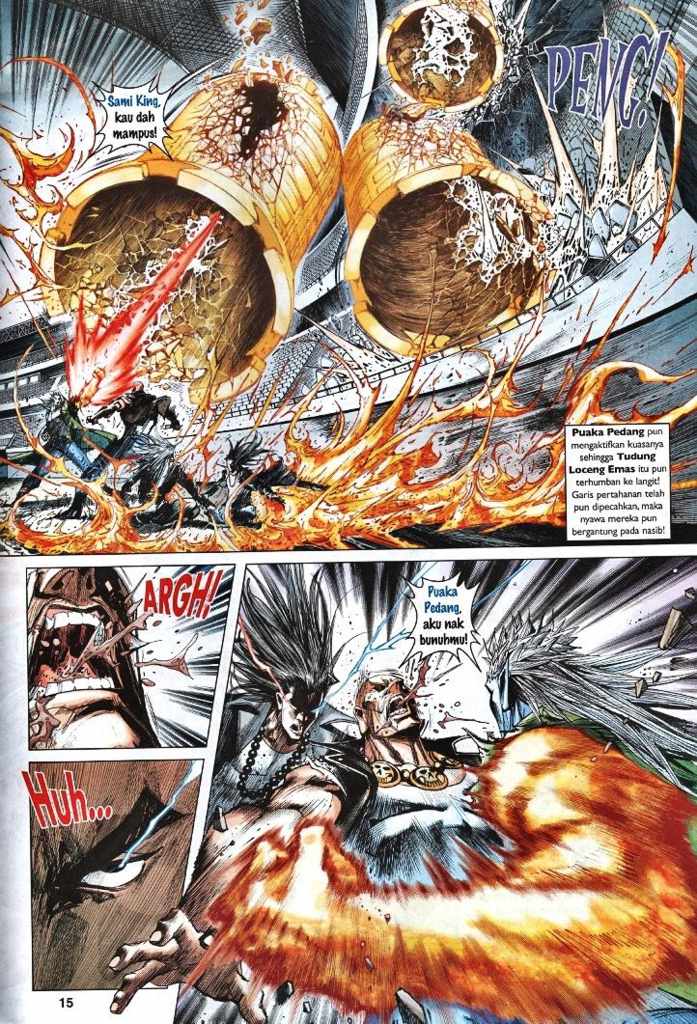 PENG!
Sami King,
kau dah
mampus!
Puaka Pedang pun
mengaktifkan kuasanya
sehingga Tudung
Loceng Emas itu pun
terhumban ke langit!
Garis pertahanan telah
pun dipecahkan, maka
nyawa mereka pun
bergantung pada nasib!
ARGH!
Puaka
Pedang,
aku nak
bunuhmu!
Huh...
15